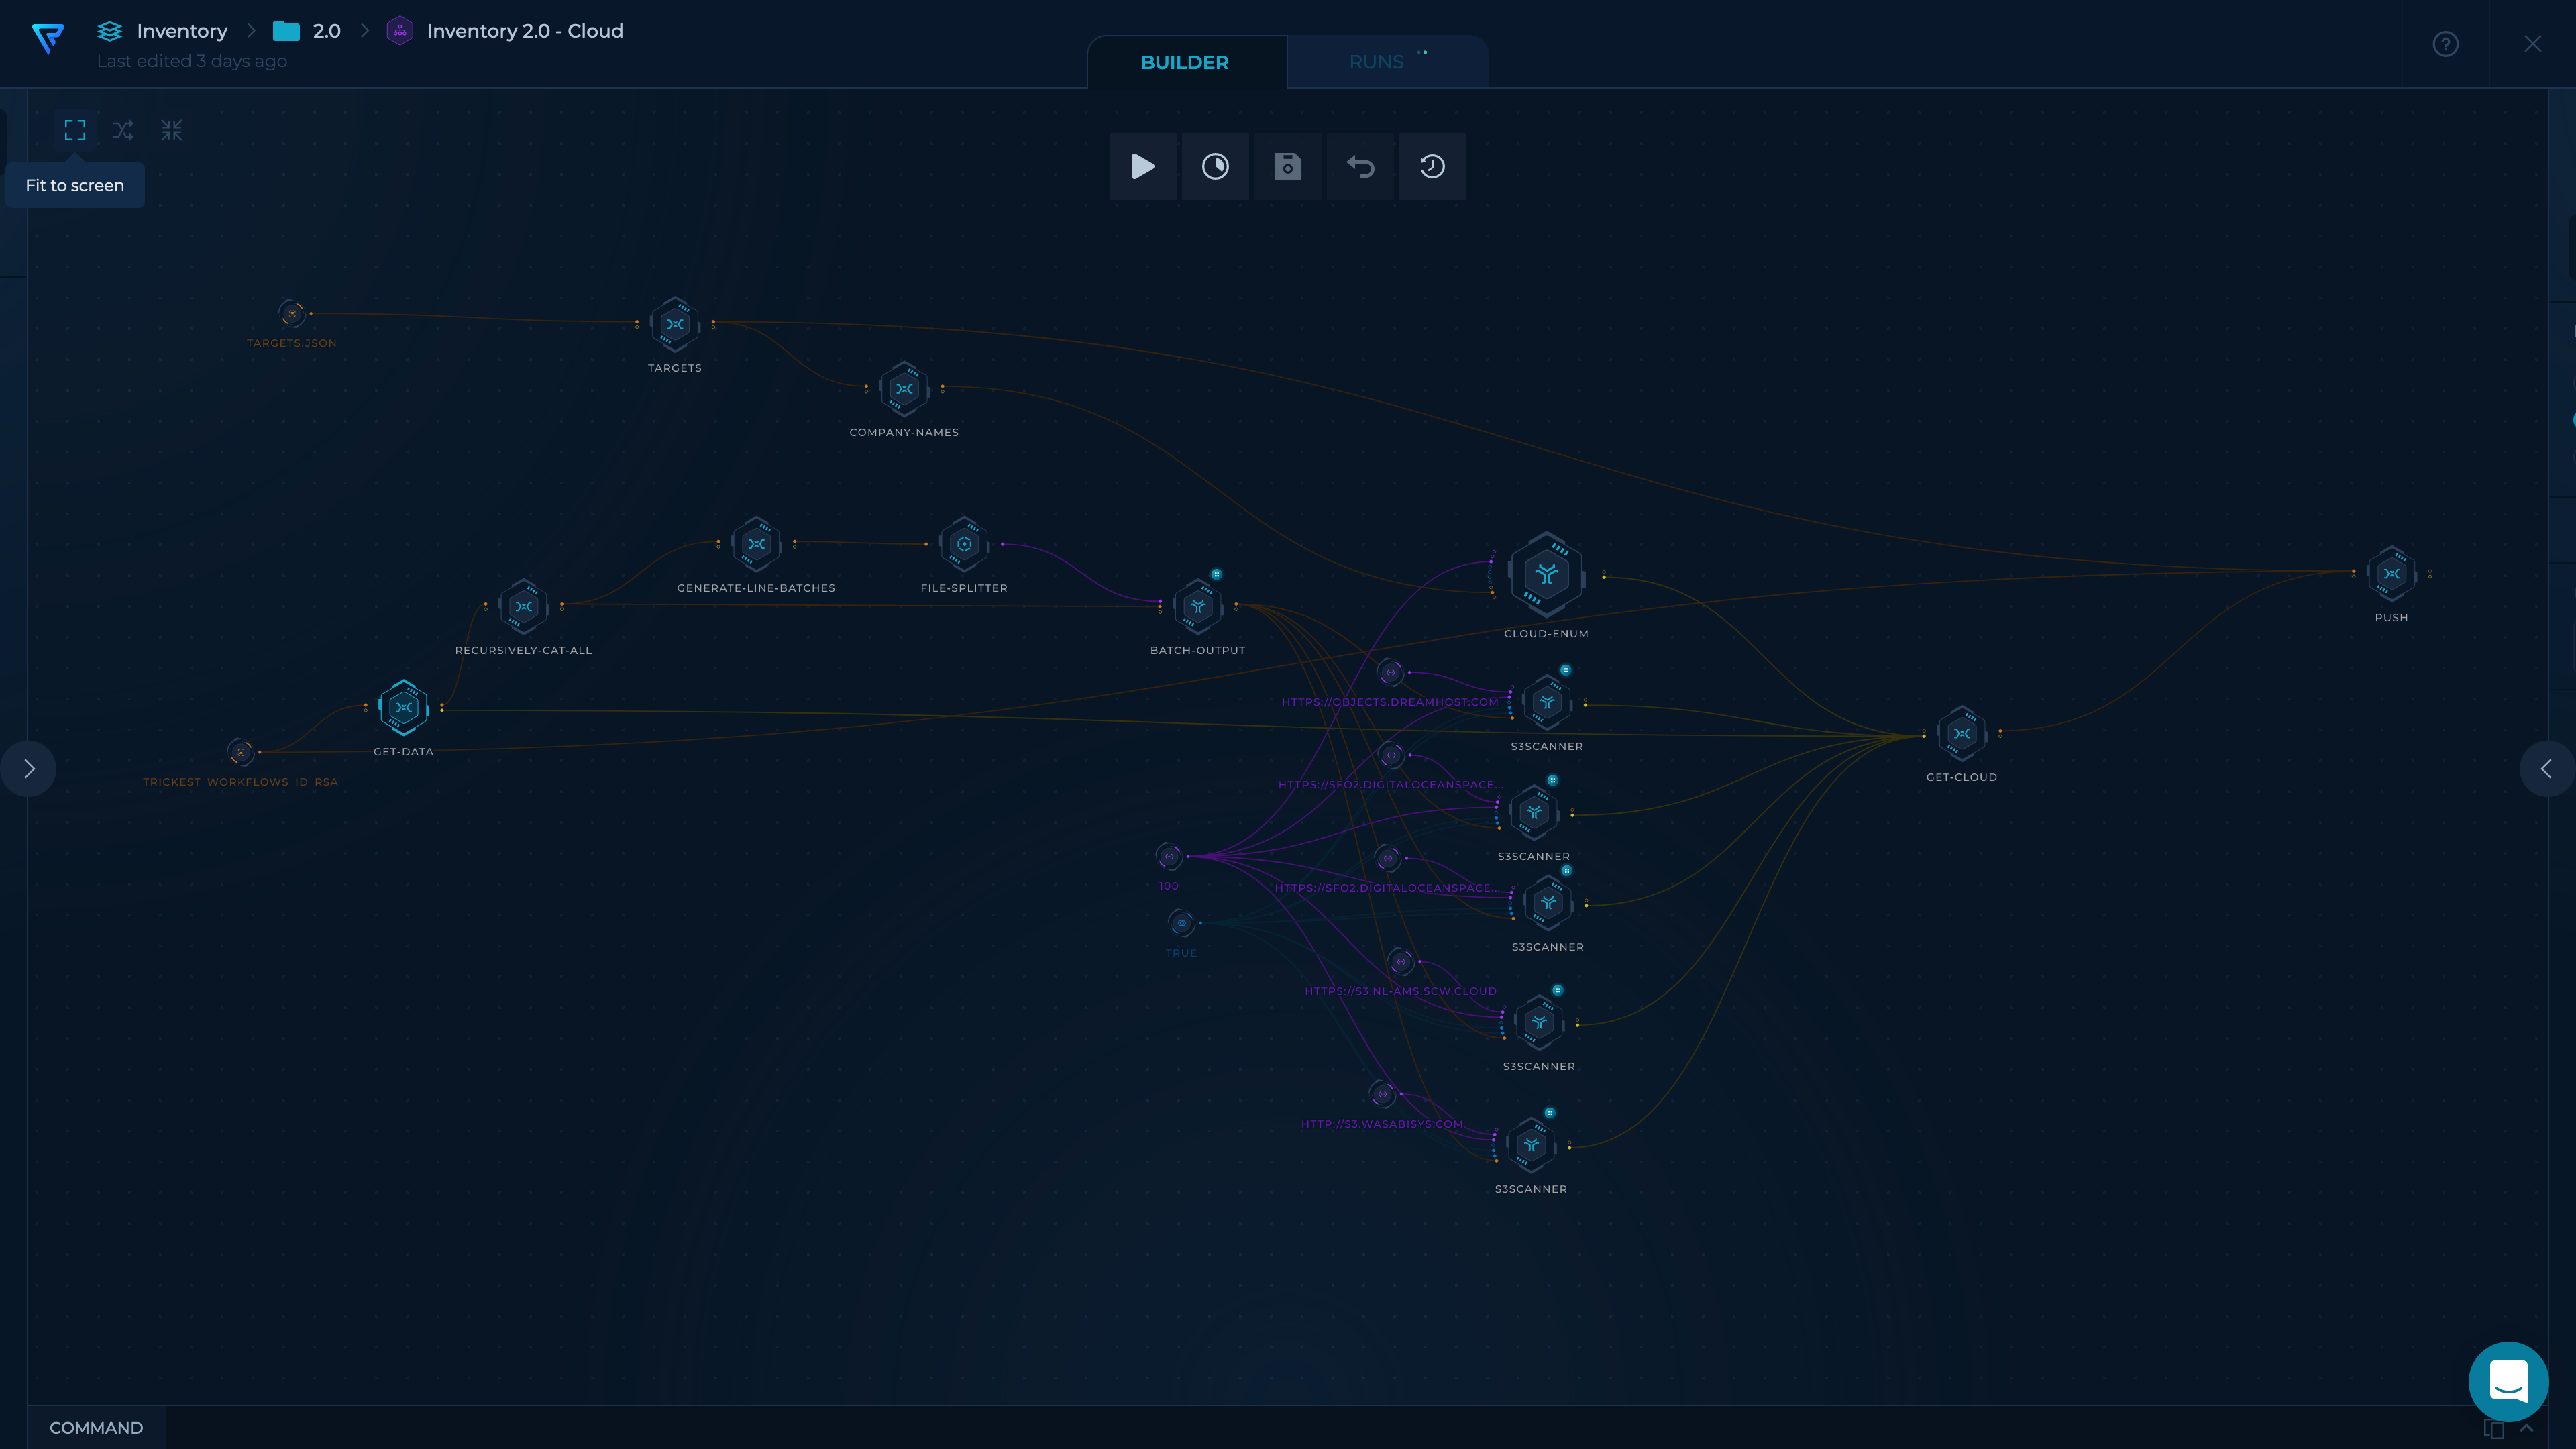 Inventory
2.0
Inventory 2.0 - Cloud
Last edited 3 days ago
BUILDER
RUNS
Fit to screen
TARGETS.JSON
TARGETS
COMPANY-NAMES
GENERATE-LINE-BATCHES
FILE-SPLITTER
RECURSIVELY-CAT-ALL
BATCH-OUTPUT
CLOUD-ENUM
PUSH
HTTPS://OBJECTS.DREAMHOST.COM
S3SCANNER
GET-DATA
TRICKEST_WORKFLOWS_ID_RSA
GET-CLOUD
HTTPS://SFO2.DIGITALOCEANSPACE...
S3SCANNER
100
HTTPS://SFO2.DIGITALOCEANSPACE...
S3SCANNER
TRUE
HTTPS://S3.NL-AMS.SCW.CLOUD
S3SCANNER
HTTP://S3.WASABISYS.COM
S3SCANNER
COMMAND